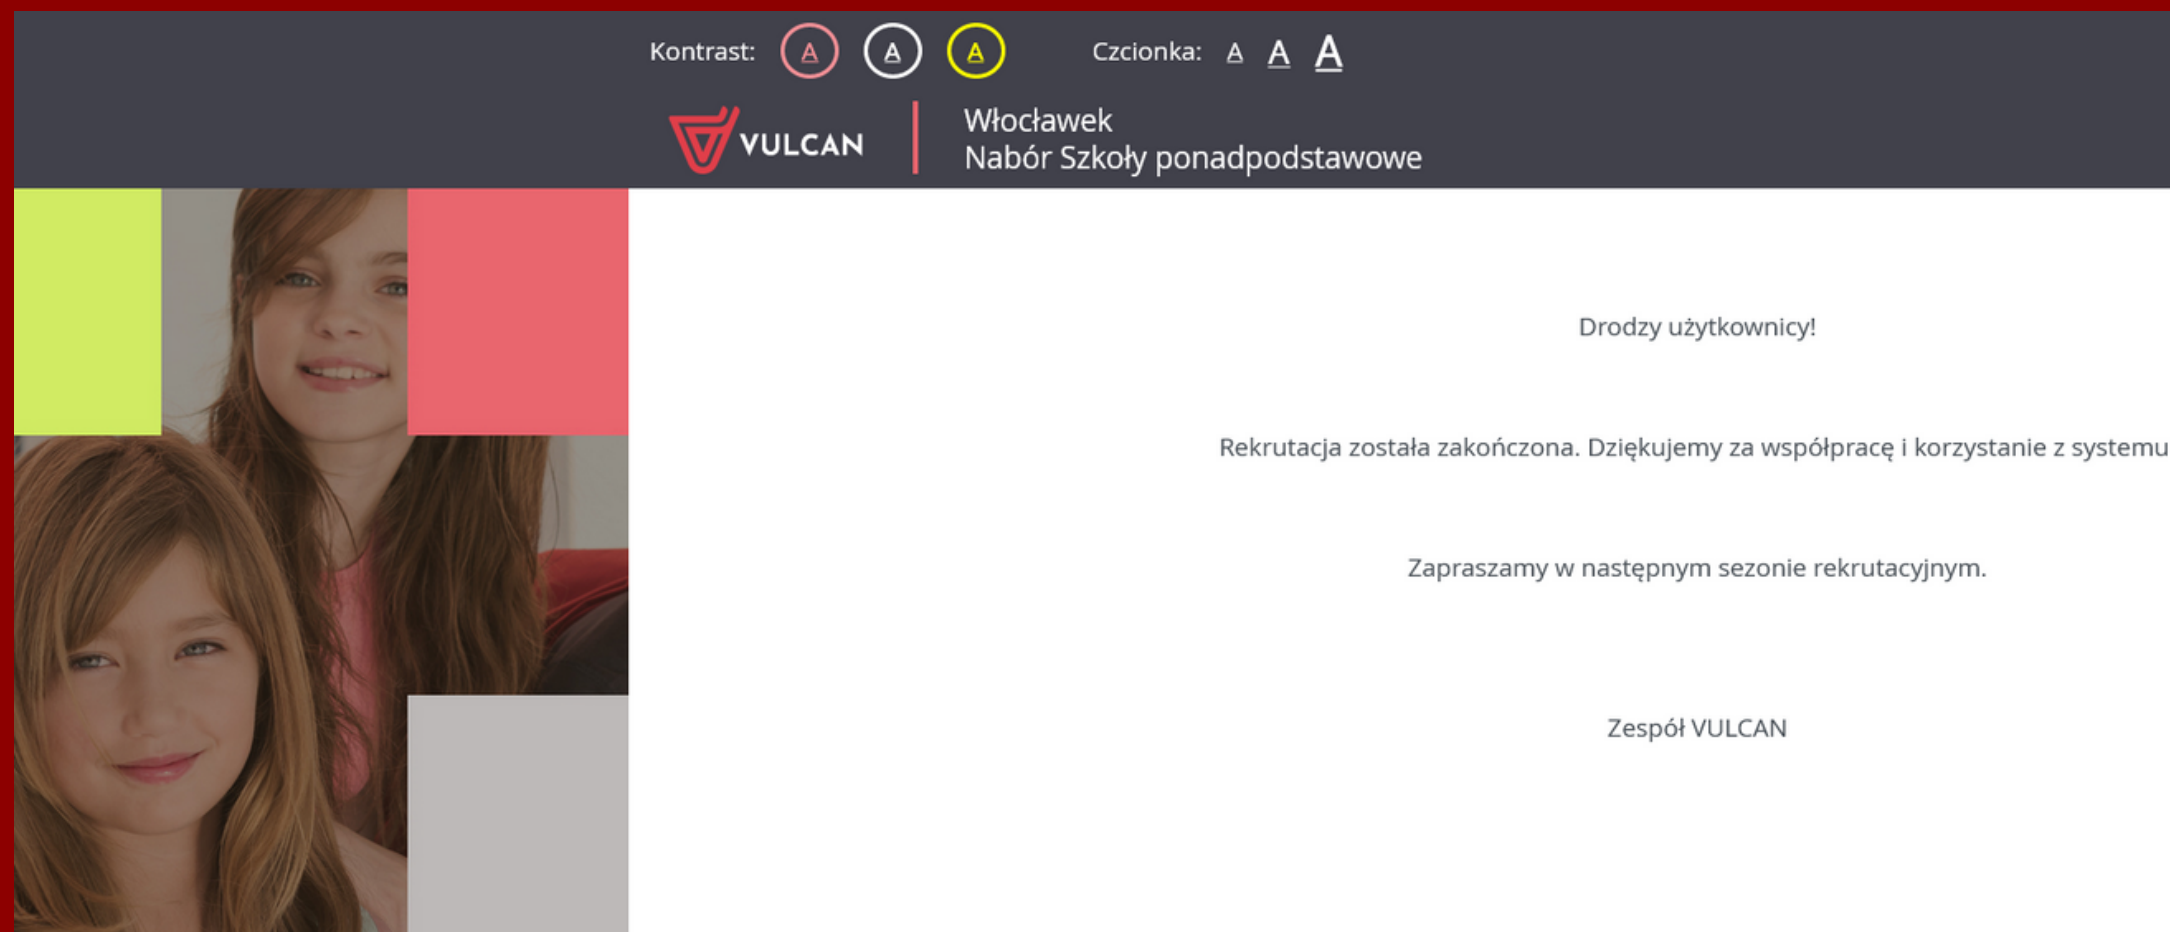 Kontrast: A A A Czcionka: A A A
VULCAN
Włocławek
Nabór Szkoły ponadpodstawowe
Drodzy użytkownicy!
Rekrutacja została zakończona. Dziękujemy za współpracę i korzystanie z systemu
Zapraszamy w następnym sezonie rekrutacyjnym.
Zespół VULCAN